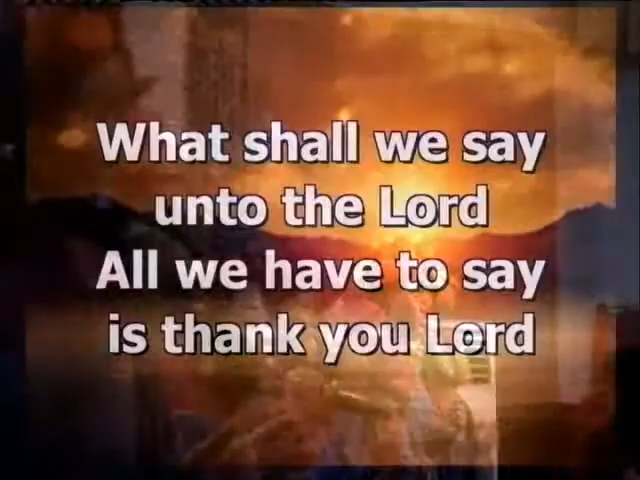 What shall we say
unto the Lord
All we have to say
is thank you Lord